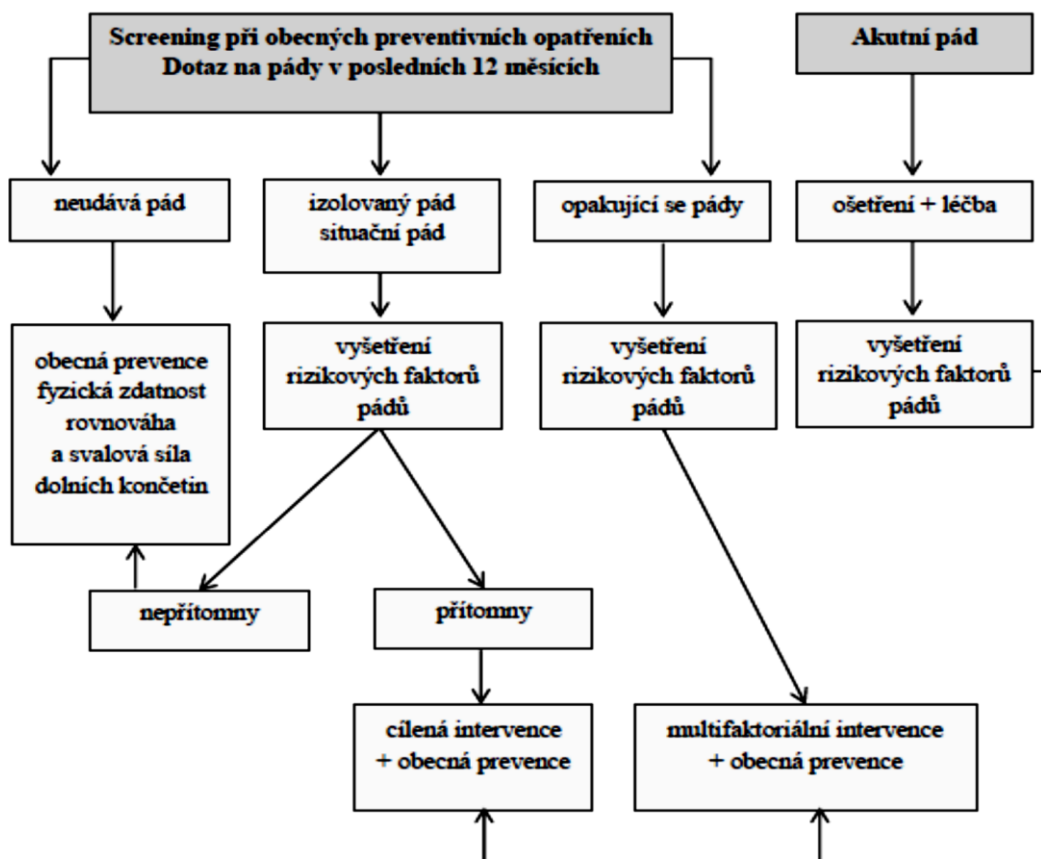 Screening při obecných preventivních opatřeních
Dotaz na pády v posledních 12 měsících
Akutní pád
neudává pád
izolovaný pád
situační pád
opakující se pády
ošetření + léčba
obecná prevence
fyzická zdatnost
rovnováha
a svalová síla
dolních končetin
vyšetření
rizikových faktorů
pádů
vyšetření
rizikových faktorů
pádů
vyšetření
rizikových faktorů
pádů
nepřítomny
přítomny
cílená intervence
+ obecná prevence
multifaktoriální intervence
+ obecná prevence